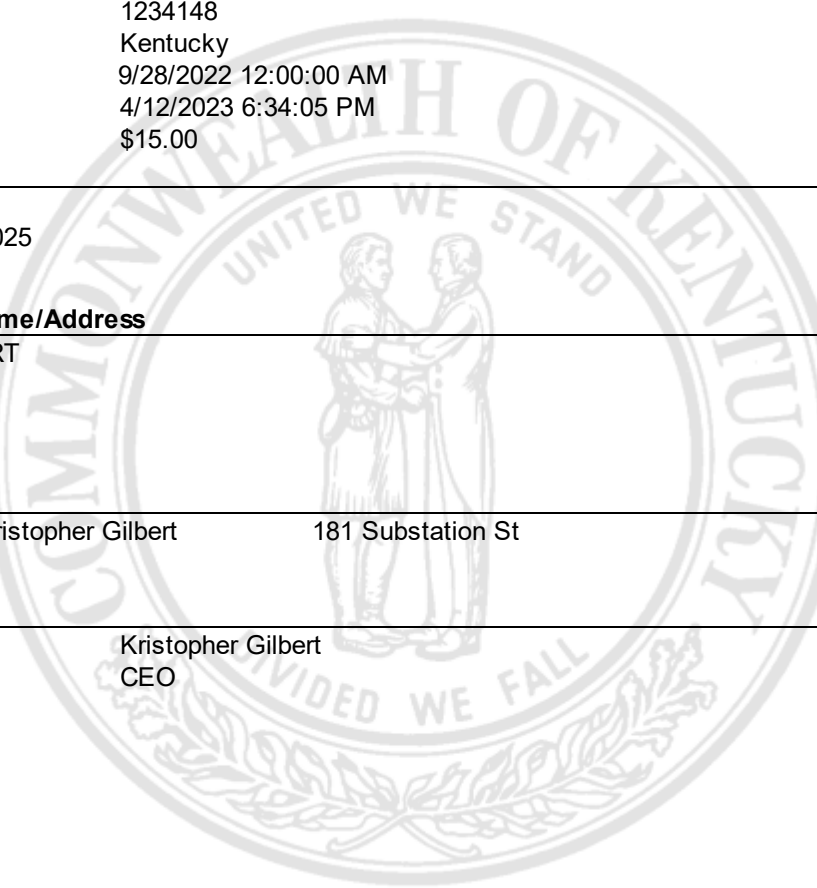 1234148
Kentucky
9/28/2022 12:00:00 AM
4/12/2023 6:34:05 PM
$15.00
025
me/Address
RT
ristopher Gilbert 181 Substation St
Kristopher Gilbert
CEO
COMMONWEALTH OF KENTUCKY
UNITED WE STAND
DIVIDED WE FALL